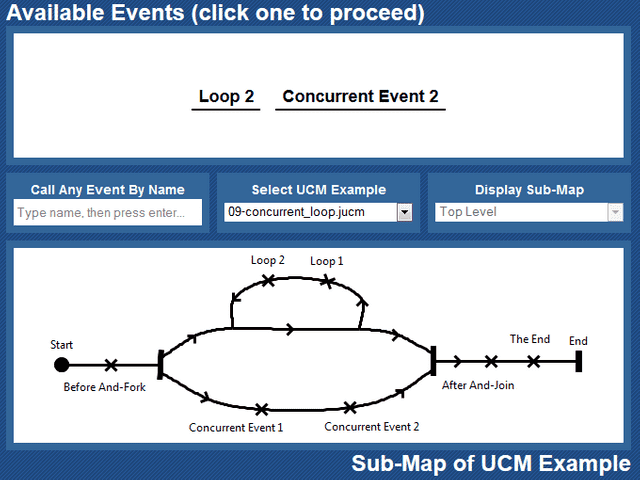 Available Events (click one to proceed)
Loop 2 Concurrent Event 2
Call Any Event By Name
Type name, then press enter...
Select UCM Example
09-concurrent_loop.jucm
Display Sub-Map
Top Level
Loop 2 Loop 1
Start
Before And-Fork
The End
End
After And-Join
Concurrent Event 1
Concurrent Event 2
Sub-Map of UCM Example